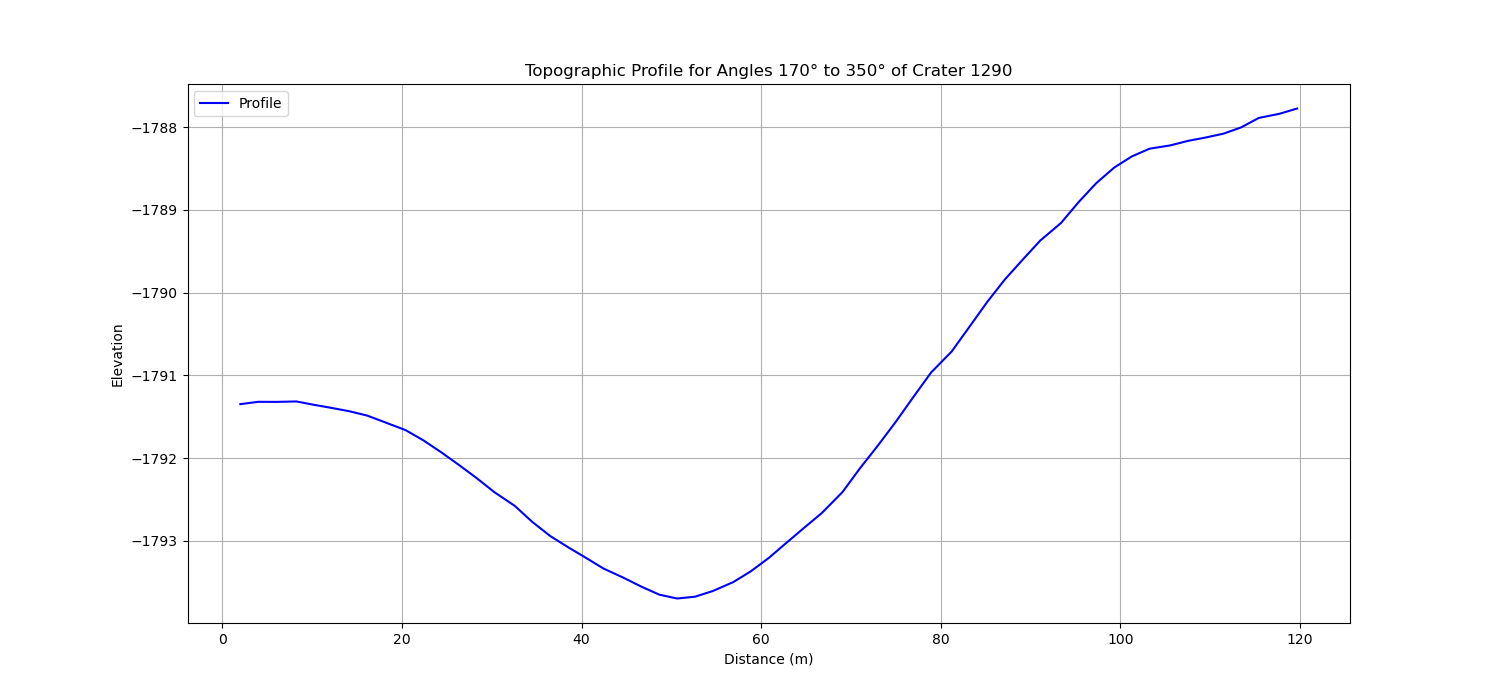 Topographic Profile for Angles 170° to 350° of Crater 1290
Profile
−1788
−1789
−1790
−1791
−1792
−1793
Elevation
0 20 40 60 80 100 120
Distance (m)